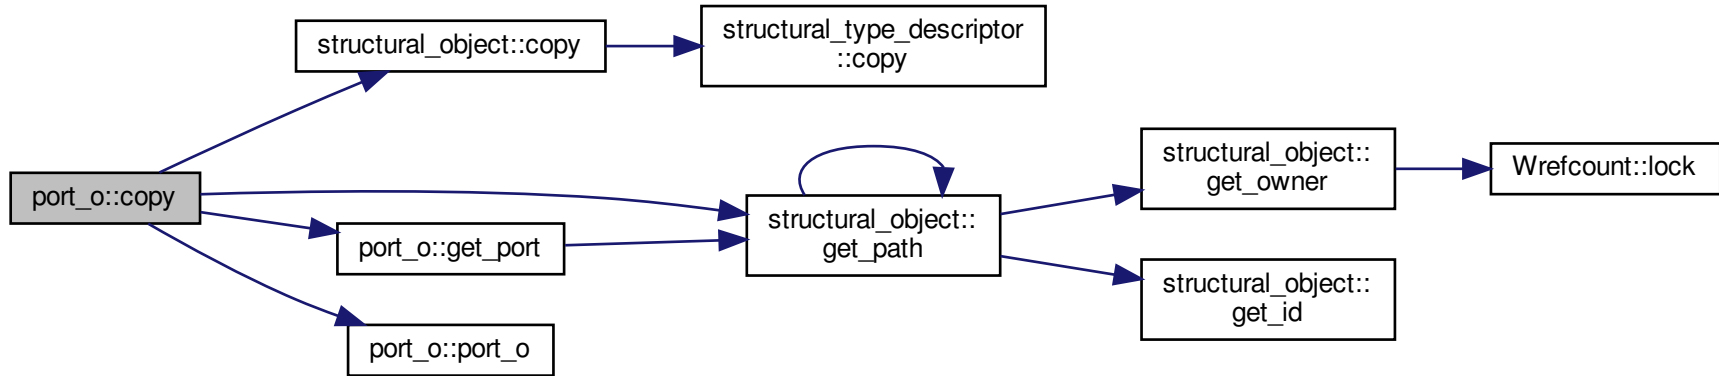 structural_object::copy
structural_type_descriptor
::copy
port_o::copy
port_o::get_port
port_o::port_o
structural_object::
get_path
structural_object::
get_owner
structural_object::
get_id
Wrefcount::lock